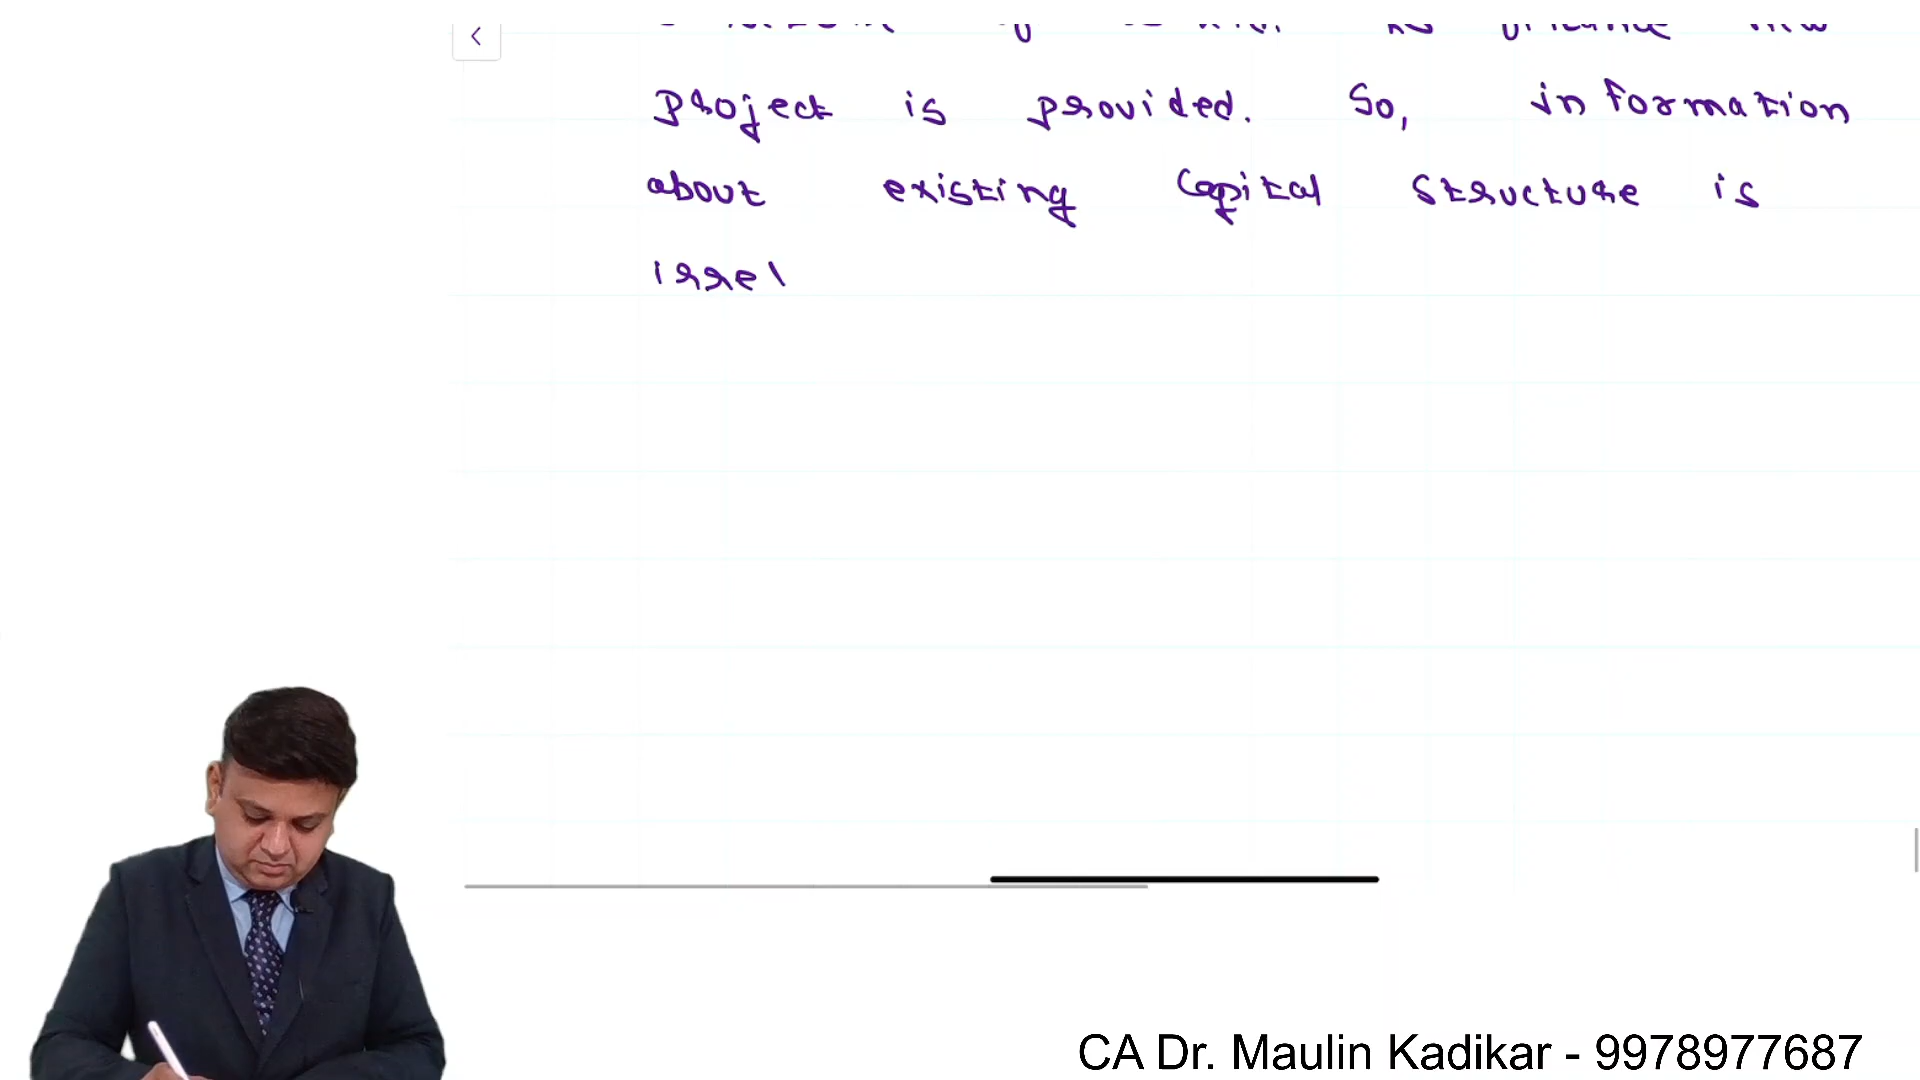 project is provided. So, information
about existing capital structure is
irrel
CA Dr. Maulin Kadikar - 9978977687